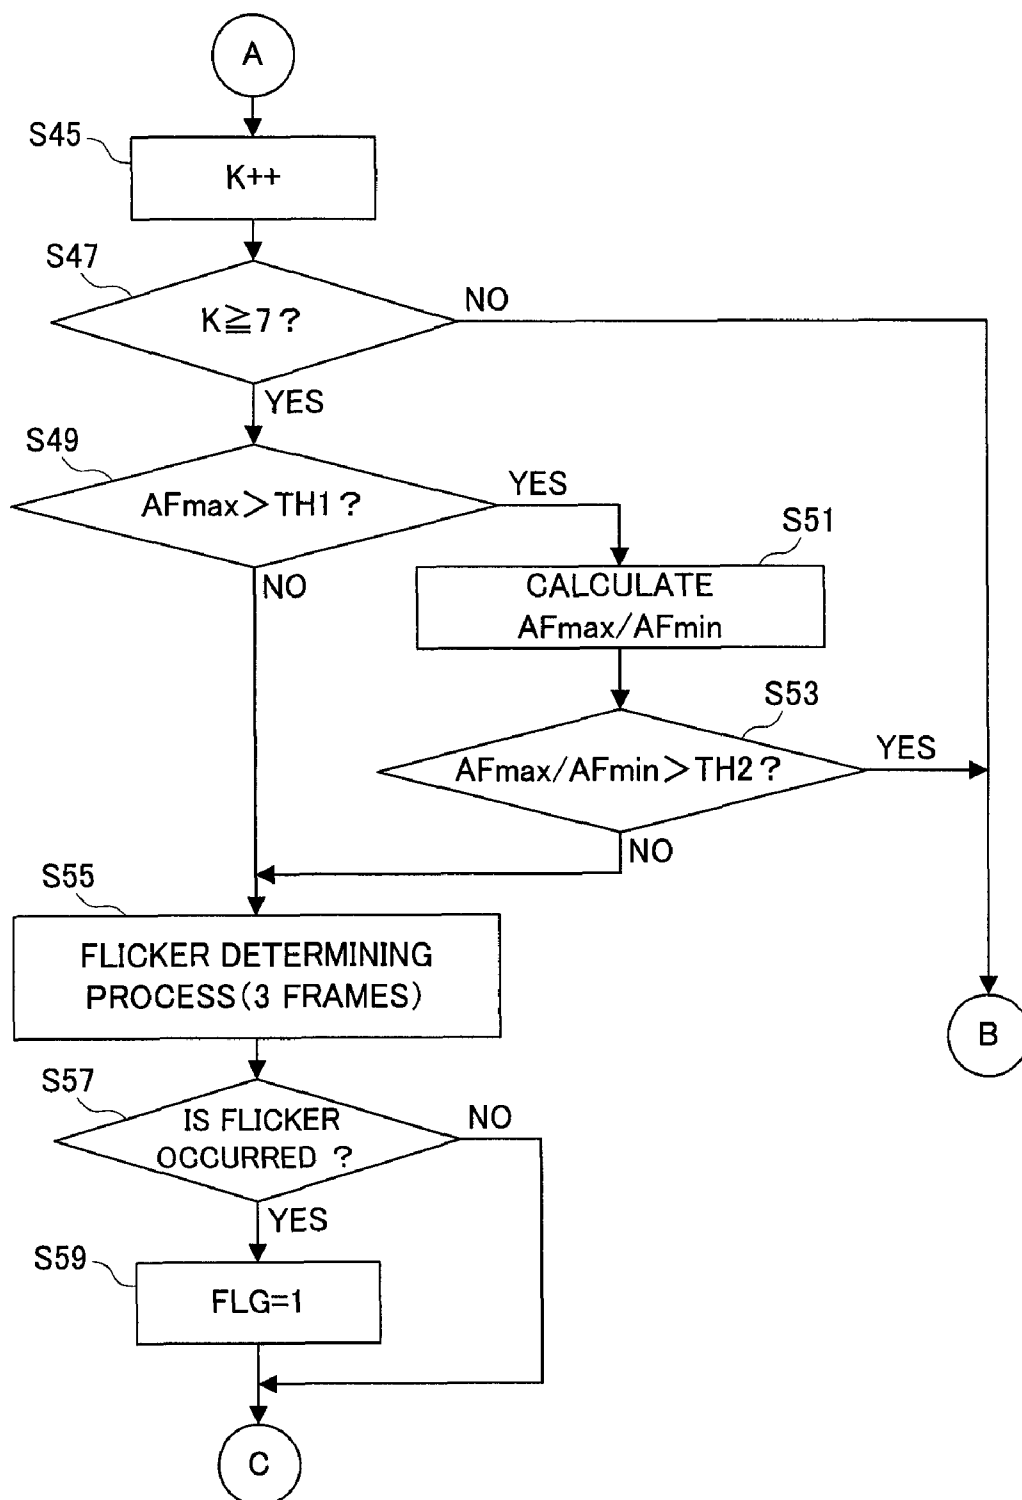 A
S45
K++
S47
K≧7?
NO
YES
S49
AFmax>TH1?
YES
NO
S51
CALCULATE
AFmax/AFmin
S53
AFmax/AFmin>TH2?
YES
NO
S55
FLICKER DETERMINING
PROCESS(3 FRAMES)
B
S57
IS FLICKER
OCCURRED ?
NO
YES
S59
FLG=1
C